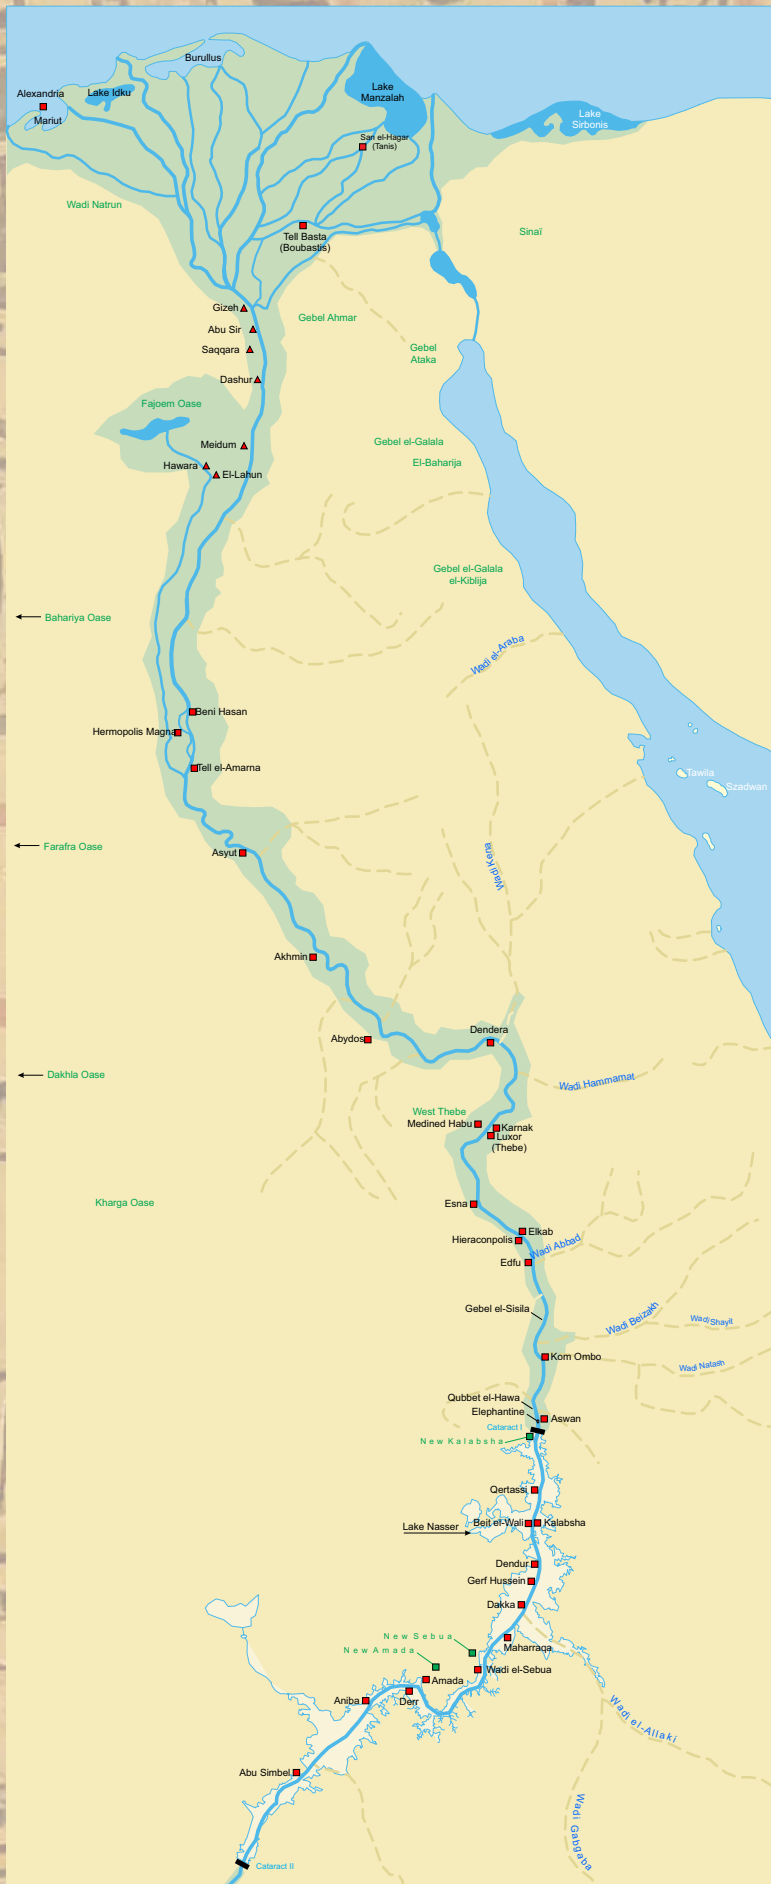 Burullus
Alexandria
Lake Idku
Lake
Manzalah
Mariut
Lake
Sirbonis
San el-Hagar
(Tanis)
Wadi Natrun
Tell Basta
(Boubastis)
Sinaï
Gizeh
Gebel Ahmar
Abu Sir
Saqqara
Gebel
Ataka
Dashur
Fajoem Oase
Meidum
Gebel el-Galala
Hawara
El-Baharija
El-Lahun
Gebel el-Galala
el-Kiblija
Bahariya Oase
Wadi el-Araba
Beni Hasan
Hermopolis Magna
Tell el-Amarna
Tawila
Szadwan
Farafra Oase
Asyut
Wadi Kena
Akhmin
Abydos
Dendera
Dakhla Oase
Wadi Hammamat
West Thebe
Medined Habu
Karnak
Luxor
(Thebe)
Kharga Oase
Esna
Elkab
Hieraconpolis
Wadi Abbad
Edfu
Gebel el-Sisila
Wadi Beizakh
Wadi Shayit
Kom Ombo
Wadi Natash
Qubbet el-Hawa
Elephantine
Aswan
Cataract I
New Kalabsha
Qertassi
Lake Nasser
Beit el-Wali
Kalabsha
Dendur
Gerf Hussein
Dakka
New Sebua
Maharraqa
New Amada
Wadi el-Sebua
Amada
Aniba
Derr
Wadi el-Allaki
Abu Simbel
Wadi Gabgaba
Cataract II